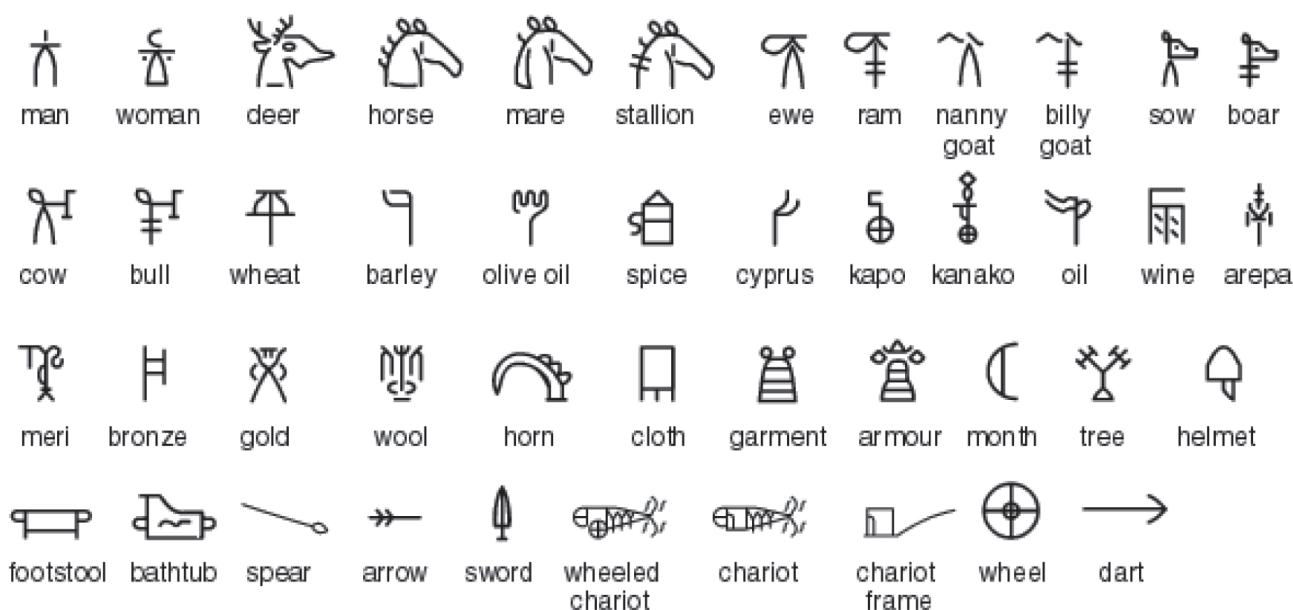 man woman deer horse mare stallion ewe ram nanny goat billy goat sow boar
cow bull wheat barley olive oil spice cyprus kapo kanako oil wine arepa
meri bronze gold wool horn cloth garment armour month tree helmet
footstool bathtub spear arrow sword wheeled chariot chariot chariot frame wheel dart